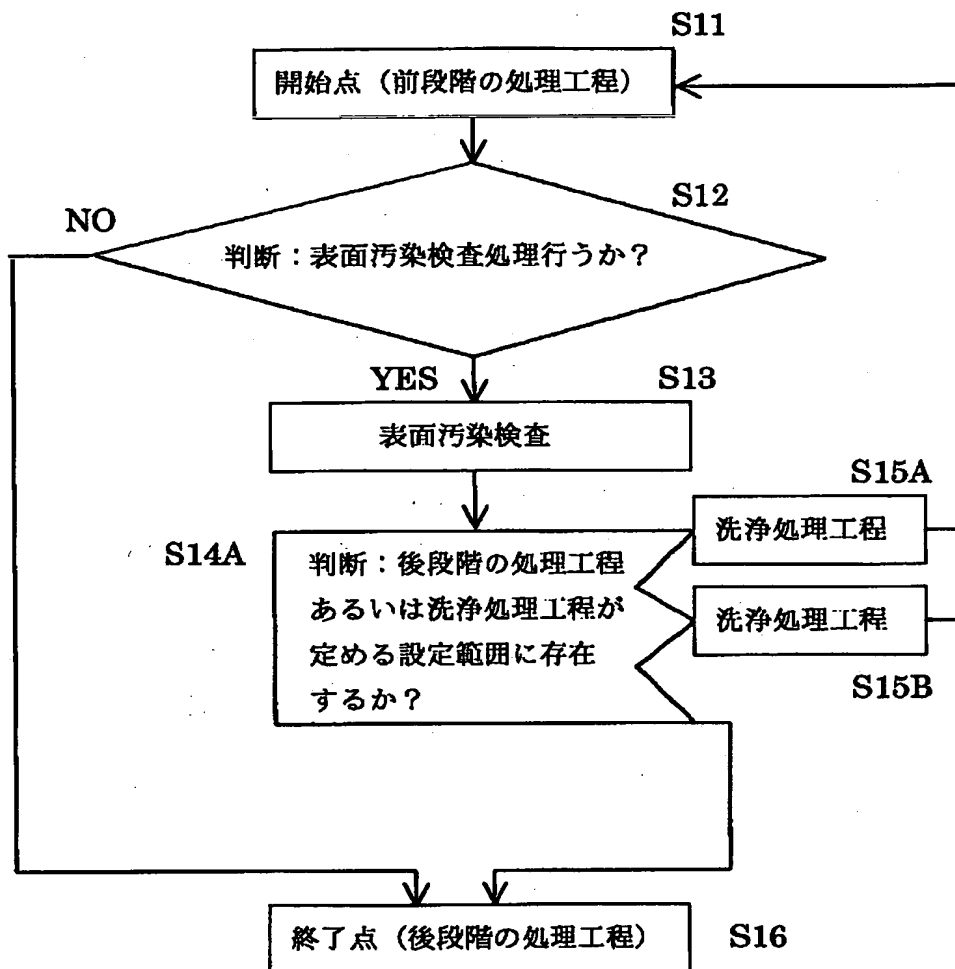 S11
開始点（前段階の処理工程）
S12
NO
判断：表面汚染検査処理行うか？
YES
S13
表面汚染検査
S15A
洗浄処理工程
S14A
判断：後段階の処理工程
あるいは洗浄処理工程が
定める設定範囲に存在
するか？
洗浄処理工程
S15B
終了点（後段階の処理工程）
S16